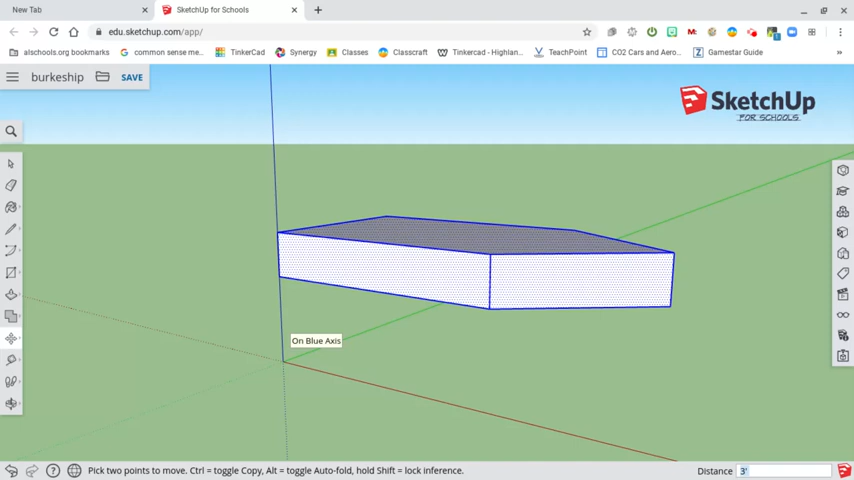 New Tab
SketchUp for Schools
edu.sketchup.com/app/
alschools.org bookmarks
common sense me...
TinkerCad
Synergy
Classes
Classcraft
Tinkercad - Highlan...
TeachPoint
CO2 Cars and Aero...
Gamestar Guide
burkeship
SAVE
SketchUp
FOR SCHOOLS
On Blue Axis
Pick two points to move. Ctrl = toggle Copy, Alt = toggle Auto-fold, hold Shift = lock inference.
Distance 3'